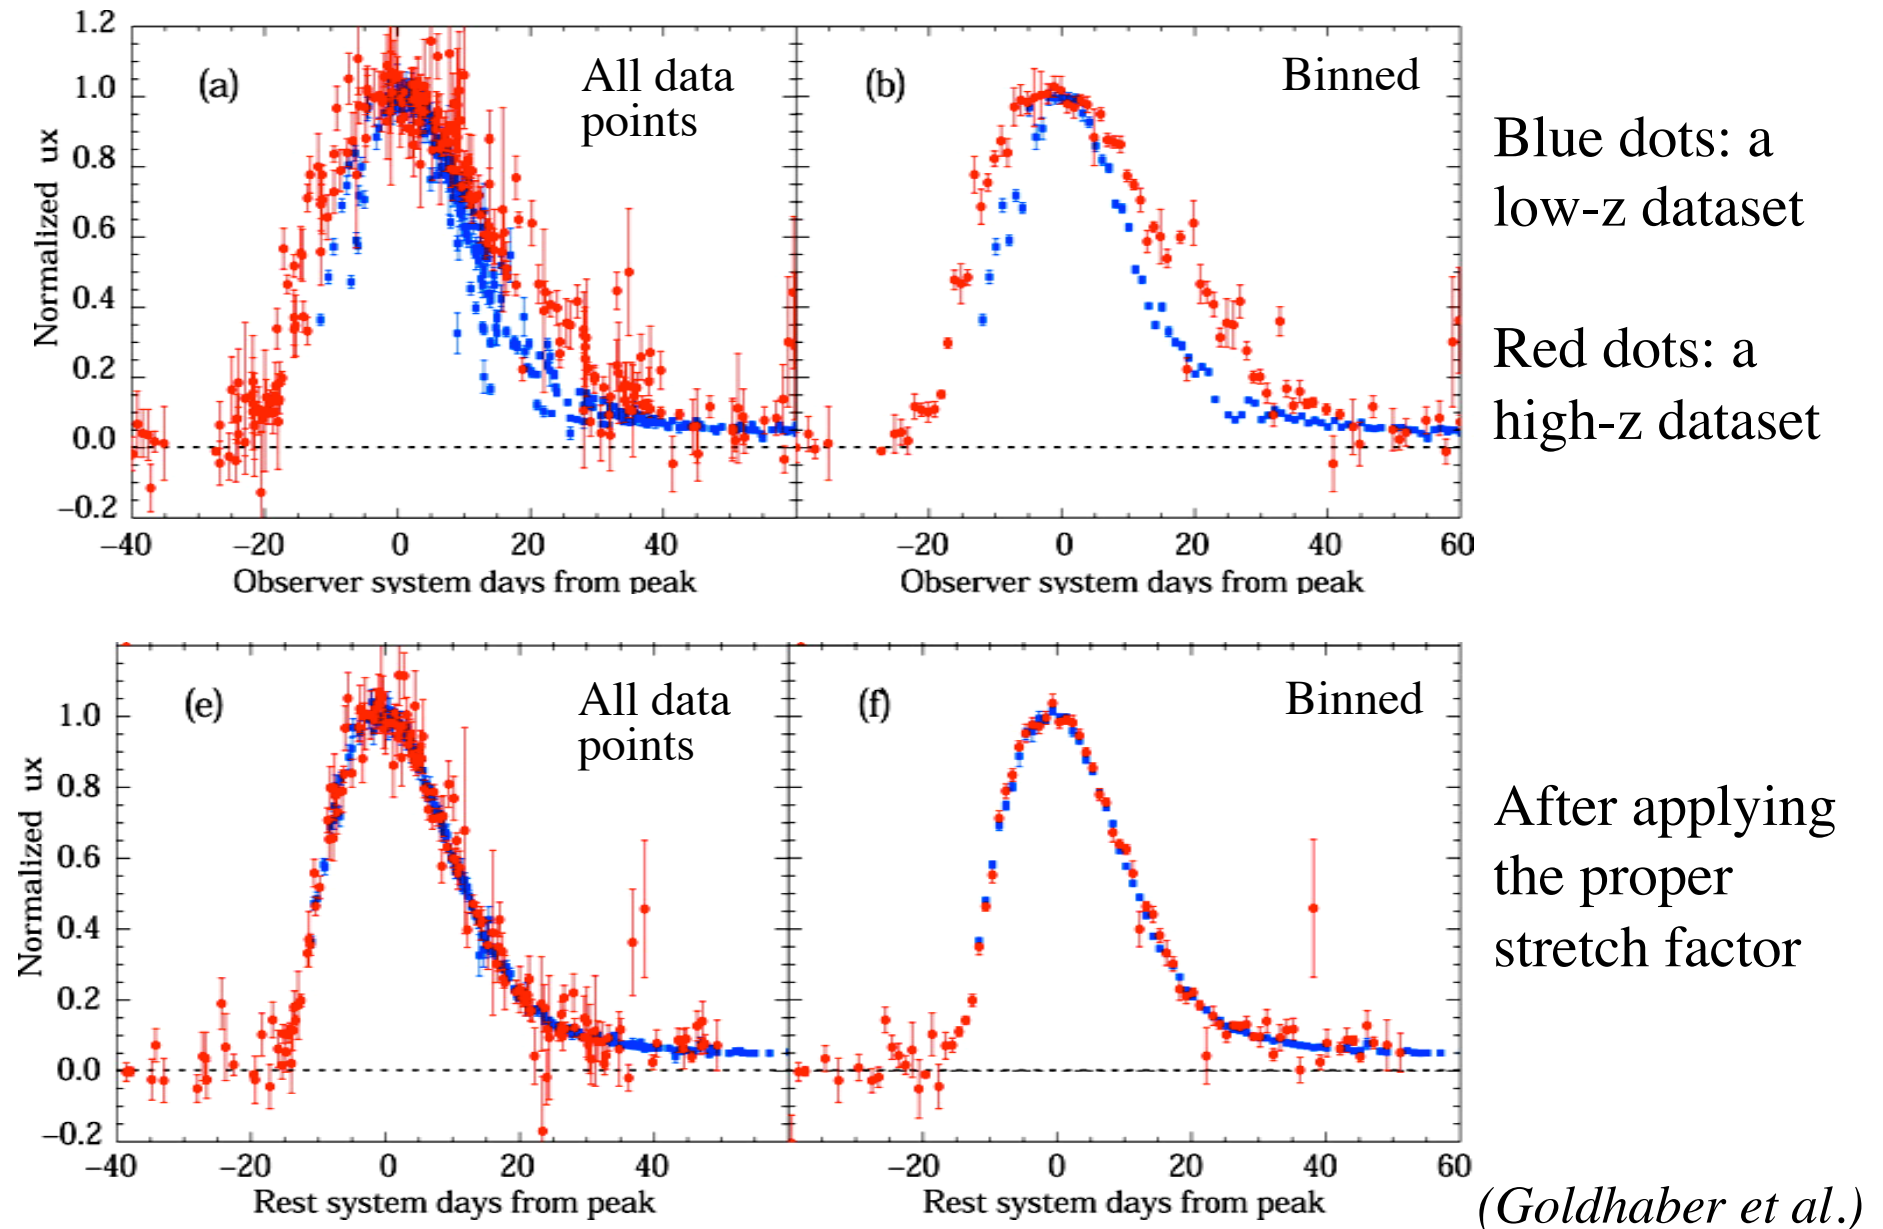 1.2
1.0
0.8
0.6
0.4
0.2
0.0
−0.2
Normalized ux
(a)
All data
points
−40 −20 0 20 40
Observer system days from peak
(b)
Binned
−20 0 20 40 60
Observer system days from peak
Blue dots: a
low-z dataset
Red dots: a
high-z dataset
1.0
0.8
0.6
0.4
0.2
0.0
−0.2
Normalized ux
(e)
All data
points
−40 −20 0 20 40
Rest system days from peak
(f)
Binned
−20 0 20 40 60
Rest system days from peak
After applying
the proper
stretch factor
(Goldhaber et al.)